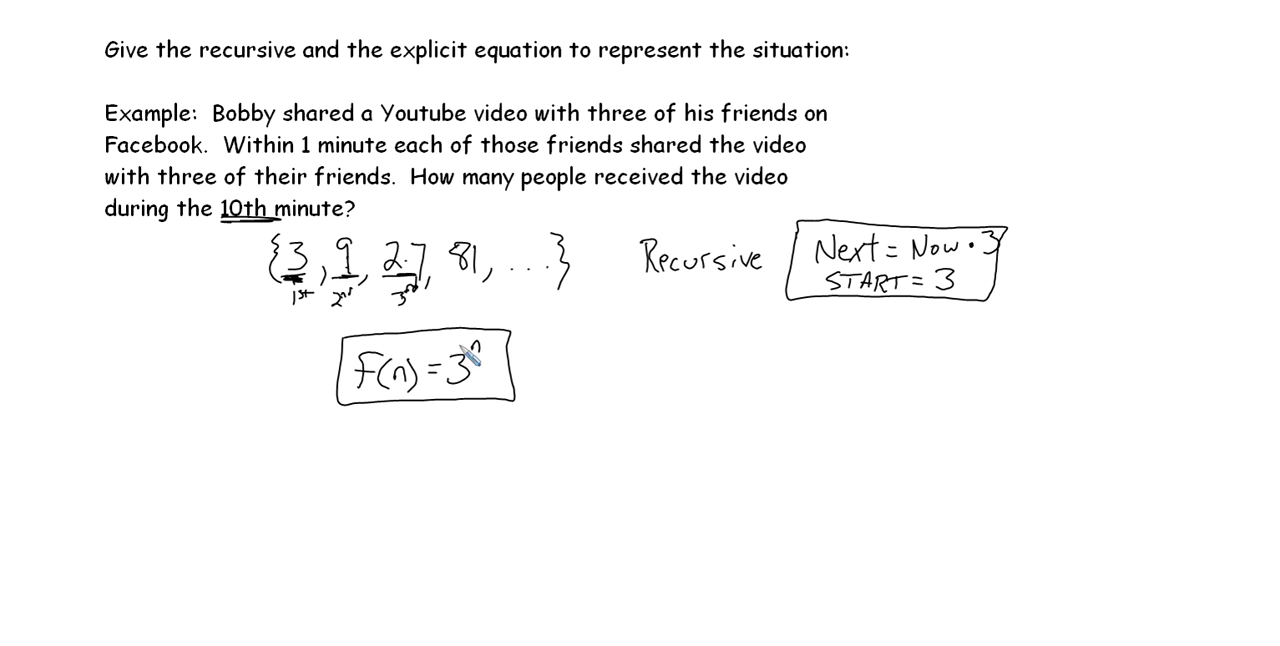 Give the recursive and the explicit equation to represent the situation:
Example: Bobby shared a Youtube video with three of his friends on
Facebook. Within 1 minute each of those friends shared the video
with three of their friends. How many people received the video
during the 10th minute?
{3, 9, 27, 81, ...}
1st 2nd 3rd
Recursive
Next = Now · 3
START = 3
f(n) = 3ⁿ